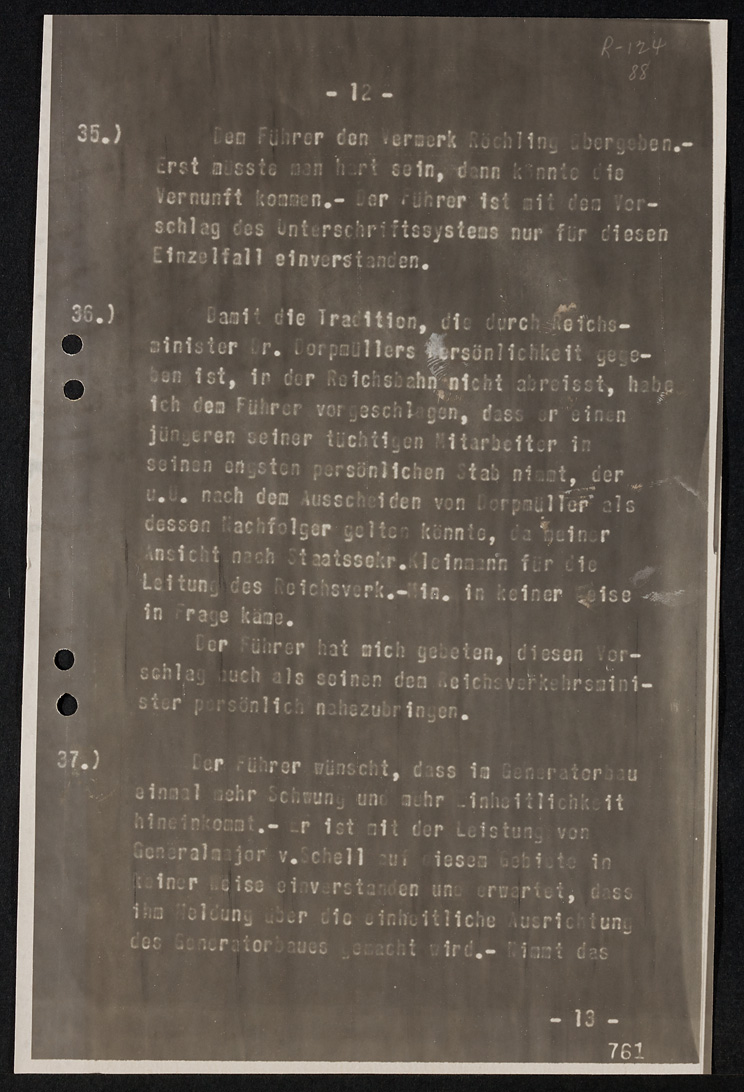 R-124
88
- 12 -
35.) Dem Führer den Vermerk Röchling übergeben.-
Erst müsste man hart sein, dann könnte die
Vernunft kommen.- Der Führer ist mit dem Vor-
schlag des Unterschriftssystems nur für diesen
Einzelfall einverstanden.
36.) Damit die Tradition, die durch Reichs-
minister Dr. Dorpmüllers Persönlichkeit gege-
ben ist, in der Reichsbahn nicht abreisst, habe
ich dem Führer vorgeschlagen, dass er einen
jüngeren seiner tüchtigen Mitarbeiter in
seinen engsten persönlichen Stab nimmt, der
u.U. nach dem Ausscheiden von Dorpmüller als
dessen Nachfolger gelten könnte, da meiner
Ansicht nach Staatssekr.Kleinmann für die
Leitung des Reichsverk.-Min. in keiner Weise
in Frage käme.
Der Führer hat mich gebeten, diesen Vor-
schlag auch als seinen dem Reichsverkehrsmini-
ster persönlich nahezubringen.
37.) Der Führer wünscht, dass im Generatorbau
einmal mehr Schwung und mehr Einheitlichkeit
hineinkommt.- Er ist mit der Leistung von
Generalmajor v.Schell auf diesem Gebiete in
keiner Weise einverstanden und erwartet, dass
ihm Meldung über die einheitliche Ausrichtung
des Generatorbaues gemacht wird.- Nimmt das
- 13 -
761